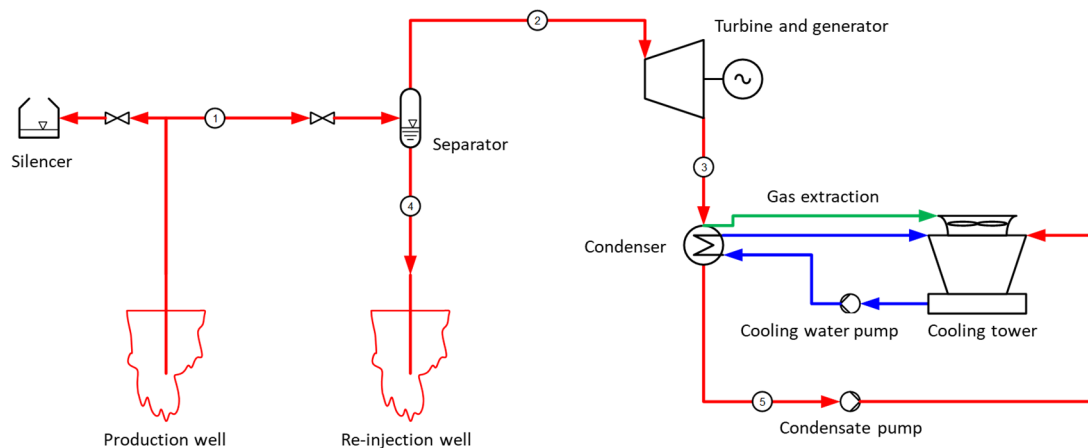 Turbine and generator
2
1
Silencer
Separator
3
4
Gas extraction
Condenser
Cooling water pump
Cooling tower
5
Condensate pump
Production well
Re-injection well